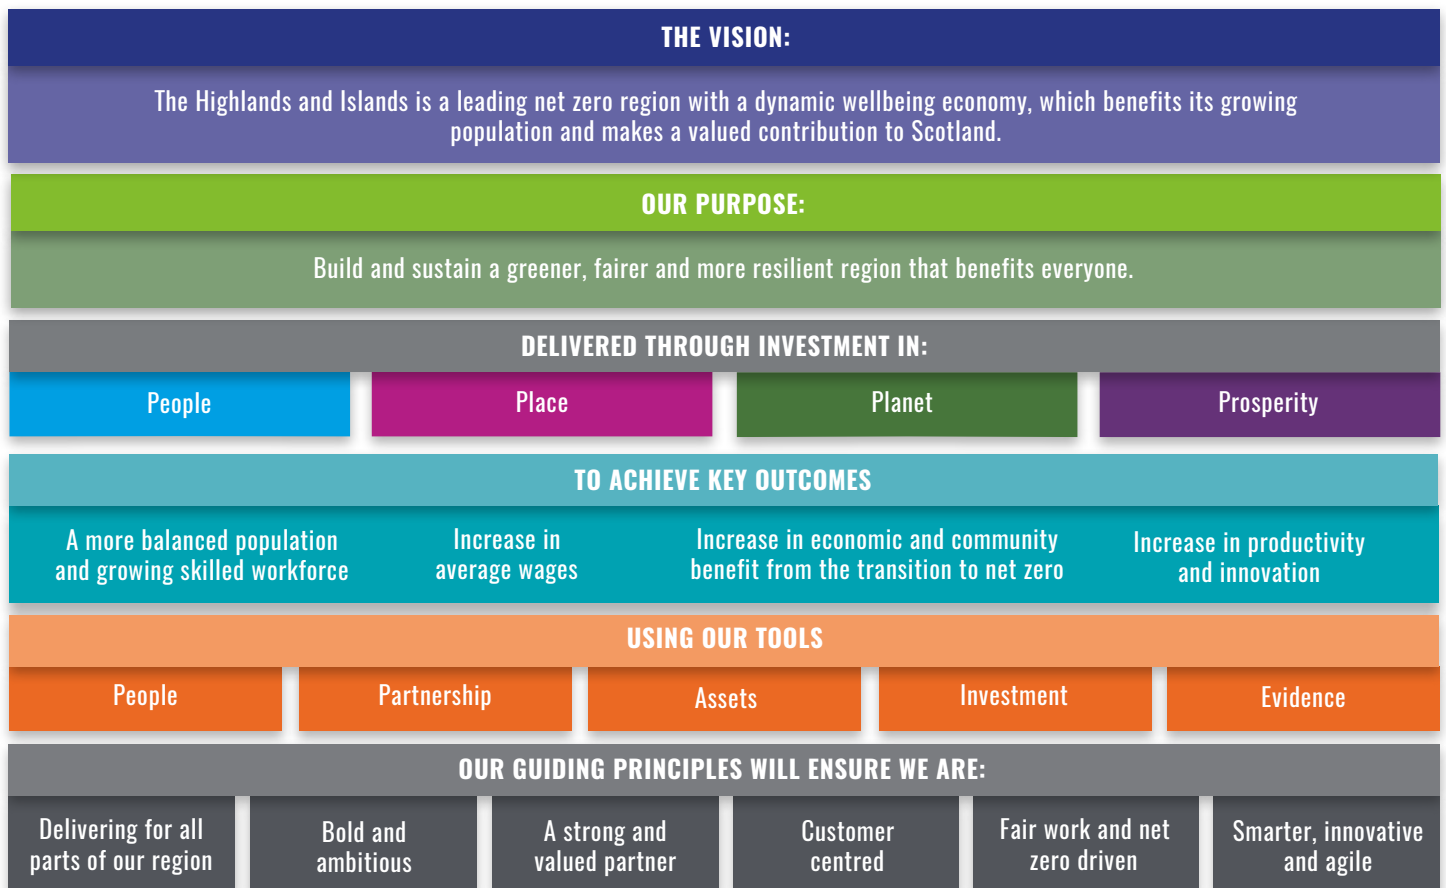 THE VISION:
The Highlands and Islands is a leading net zero region with a dynamic wellbeing economy, which benefits its growing
population and makes a valued contribution to Scotland.
OUR PURPOSE:
Build and sustain a greener, fairer and more resilient region that benefits everyone.
DELIVERED THROUGH INVESTMENT IN:
People
Place
Planet
Prosperity
TO ACHIEVE KEY OUTCOMES
A more balanced population
and growing skilled workforce
Increase in
average wages
Increase in economic and community
benefit from the transition to net zero
Increase in productivity
and innovation
USING OUR TOOLS
People
Partnership
Assets
Investment
Evidence
OUR GUIDING PRINCIPLES WILL ENSURE WE ARE:
Delivering for all
parts of our region
Bold and
ambitious
A strong and
valued partner
Customer
centred
Fair work and net
zero driven
Smarter, innovative
and agile